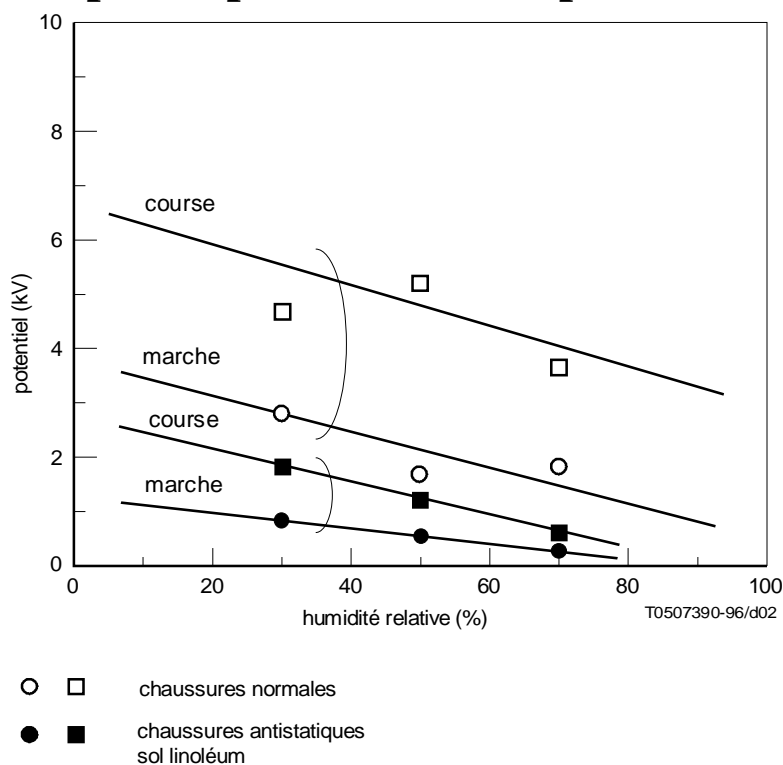 10
8
course
6
potentiel (kV)
4
marche
course
2
marche
0
0 20 40 60 80 100
humidité relative (%)
T0507390-96/d02
chaussures normales
chaussures antistatiques
sol linoléum